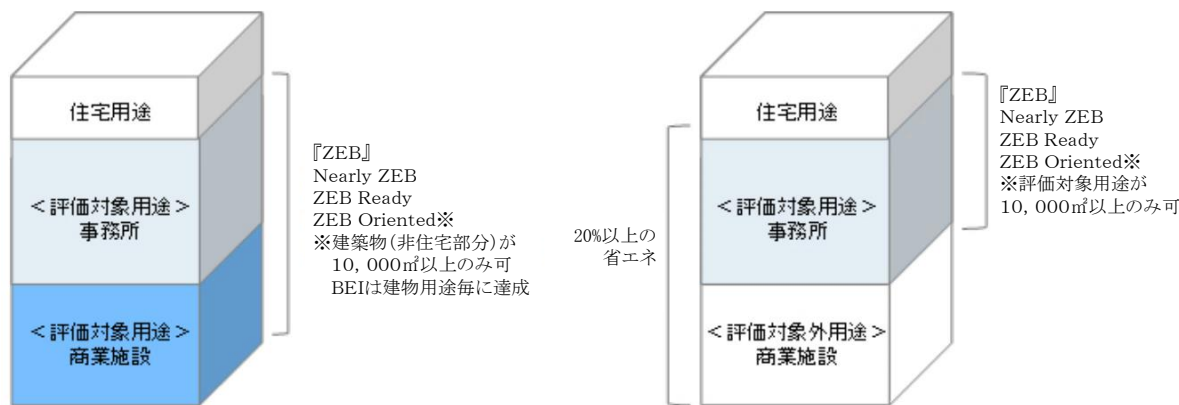 住宅用途
<評価対象用途>
事務所
<評価対象用途>
商業施設
『ZEB』
Nearly ZEB
ZEB Ready
ZEB Oriented※
※建築物(非住宅部分)が
10, 000㎡以上のみ可
BEIは建物用途毎に達成
住宅用途
<評価対象用途>
事務所
<評価対象外用途>
商業施設
20%以上の
省エネ
『ZEB』
Nearly ZEB
ZEB Ready
ZEB Oriented※
※評価対象用途が
10, 000㎡以上のみ可